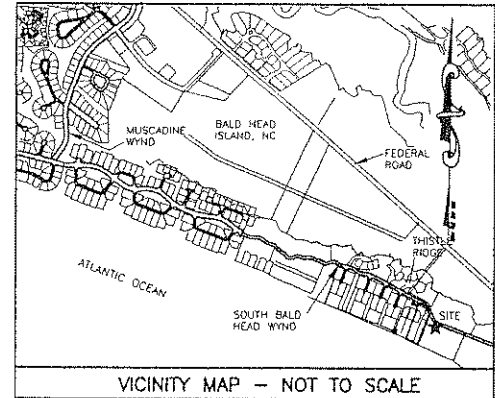 MUSCADINE
WYND
BALD HEAD
ISLAND, NC
FEDERAL
ROAD
THISTLE
RIDGE
ATLANTIC OCEAN
SOUTH BALD
HEAD WYND
SITE
VICINITY MAP – NOT TO SCALE